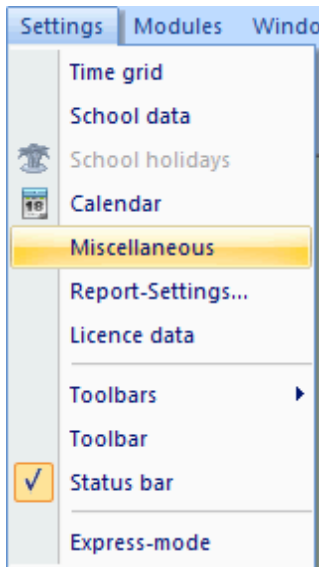 Settings Modules Windo
Time grid
School data
School holidays
18 Calendar
Miscellaneous
Report-Settings...
Licence data
Toolbars
Toolbar
Status bar
Express-mode